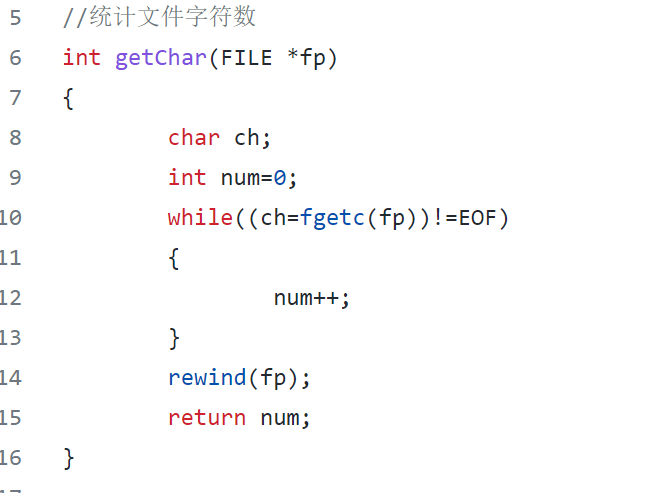 5 //统计文件字符数
6 int getChar(FILE *fp)
7 {
8 char ch;
9 int num=0;
10 while((ch=fgetc(fp))!=EOF)
11 {
12 num++;
13 }
14 rewind(fp);
15 return num;
16 }
17